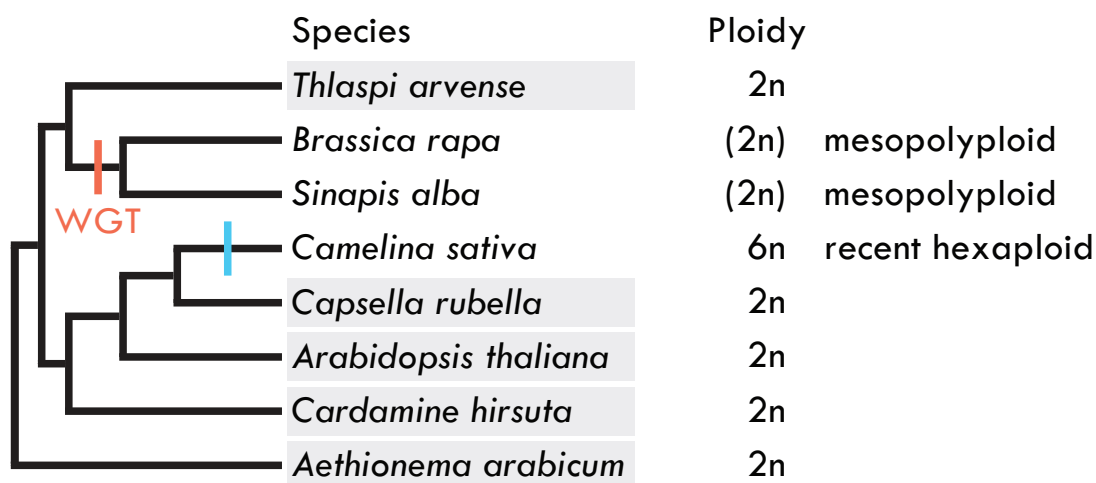 Species Ploidy
Thlaspi arvense 2n
Brassica rapa (2n) mesopolyploid
Sinapis alba (2n) mesopolyploid
WGT
Camelina sativa 6n recent hexaploid
Capsella rubella 2n
Arabidopsis thaliana 2n
Cardamine hirsuta 2n
Aethionema arabicum 2n